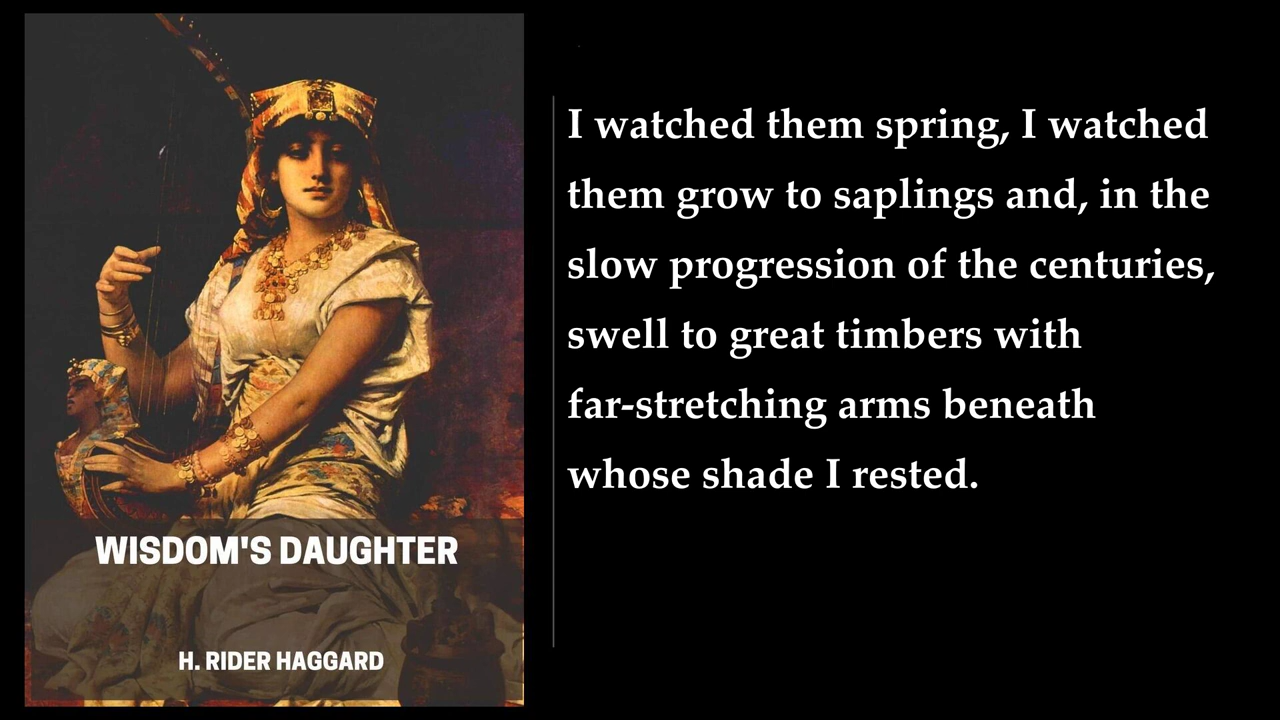 I watched them spring, I watched
them grow to saplings and, in the
slow progression of the centuries,
swell to great timbers with
far-stretching arms beneath
whose shade I rested.
WISDOM'S DAUGHTER
H. RIDER HAGGARD